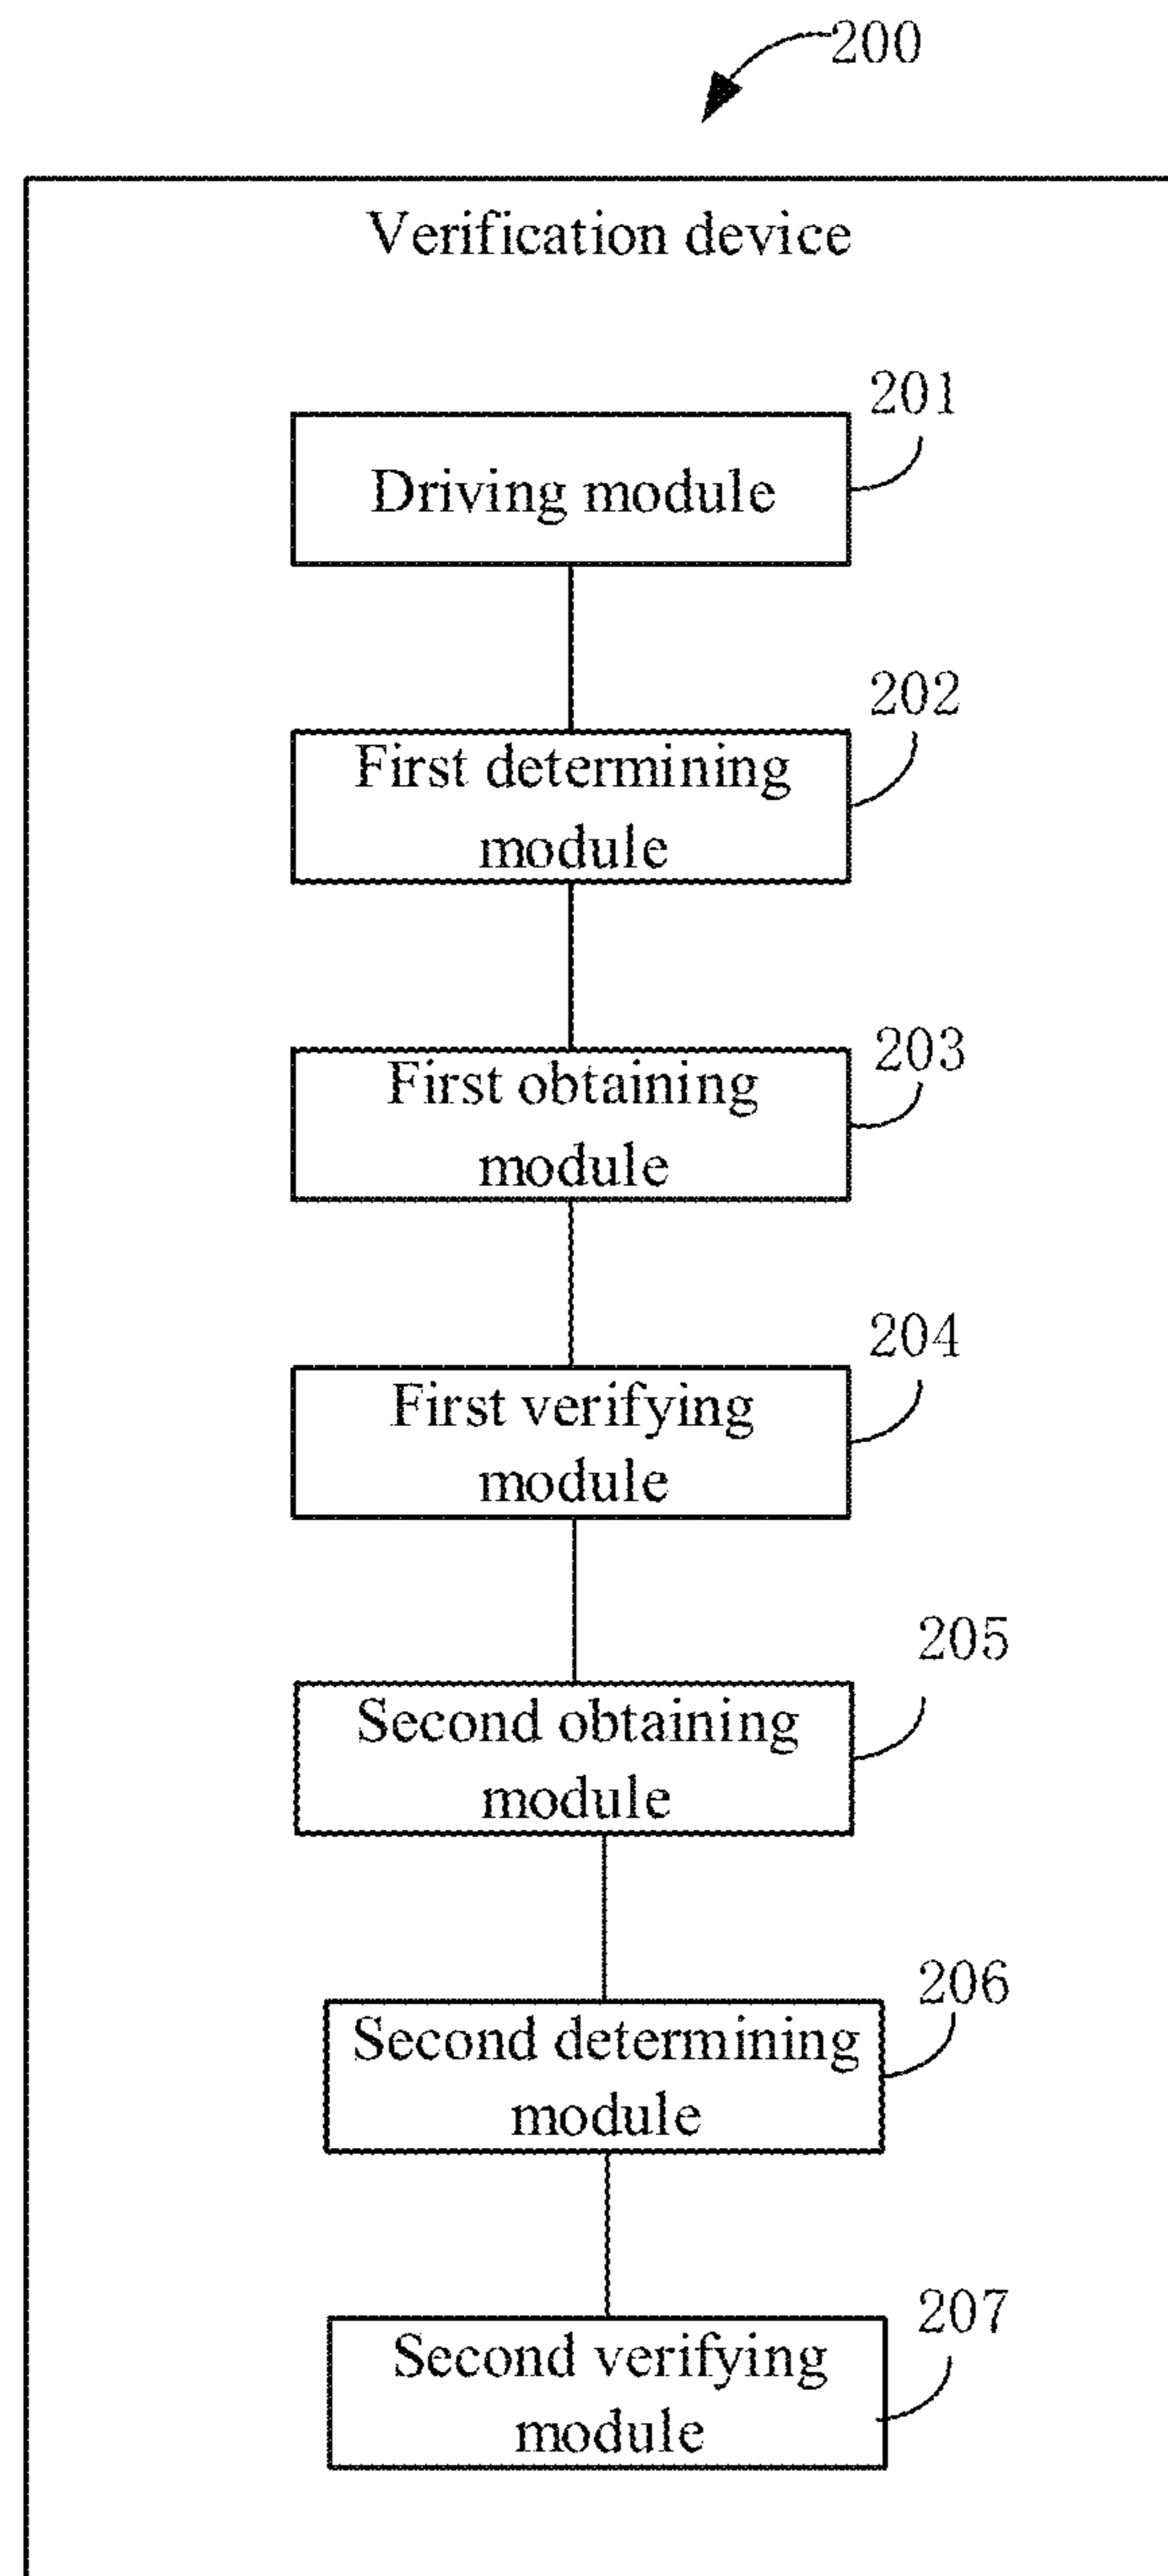 200
Verification device
201
Driving module
202
First determining
module
203
First obtaining
module
204
First verifying
module
205
Second obtaining
module
206
Second determining
module
207
Second verifying
module